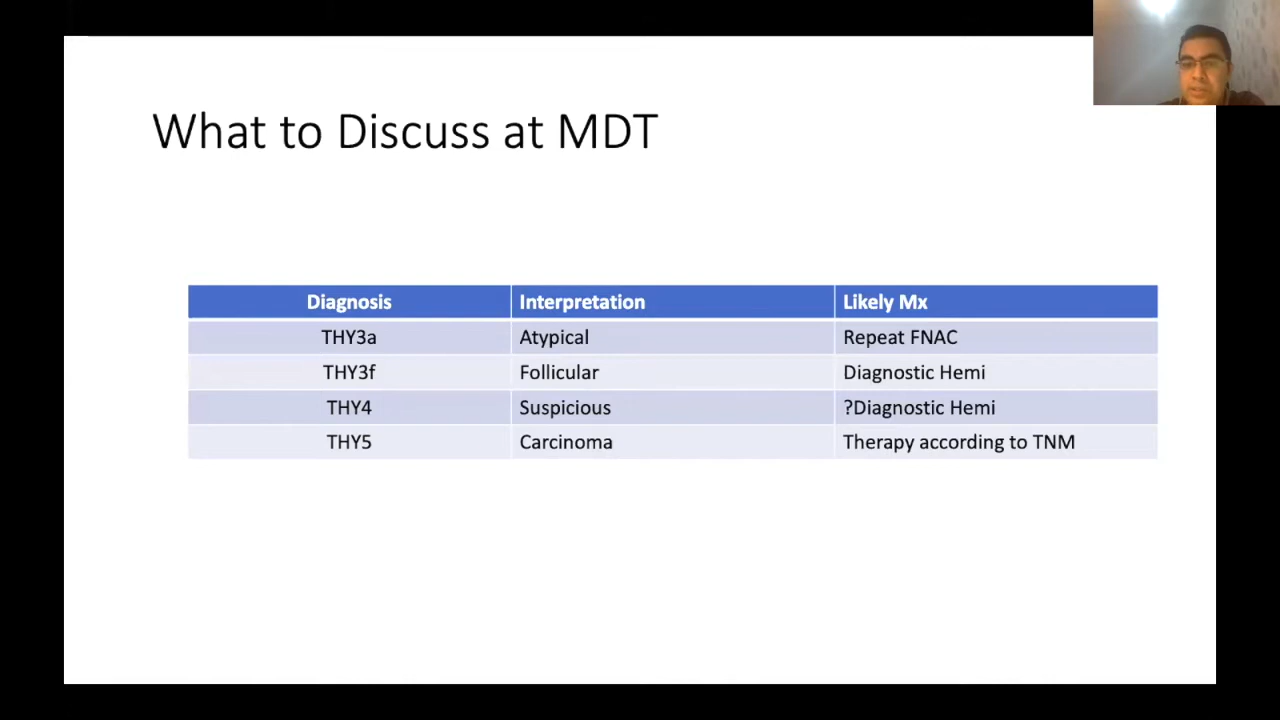 What to Discuss at MDT
Diagnosis Interpretation Likely Mx
THY3a Atypical Repeat FNAC
THY3f Follicular Diagnostic Hemi
THY4 Suspicious ?Diagnostic Hemi
THY5 Carcinoma Therapy according to TNM